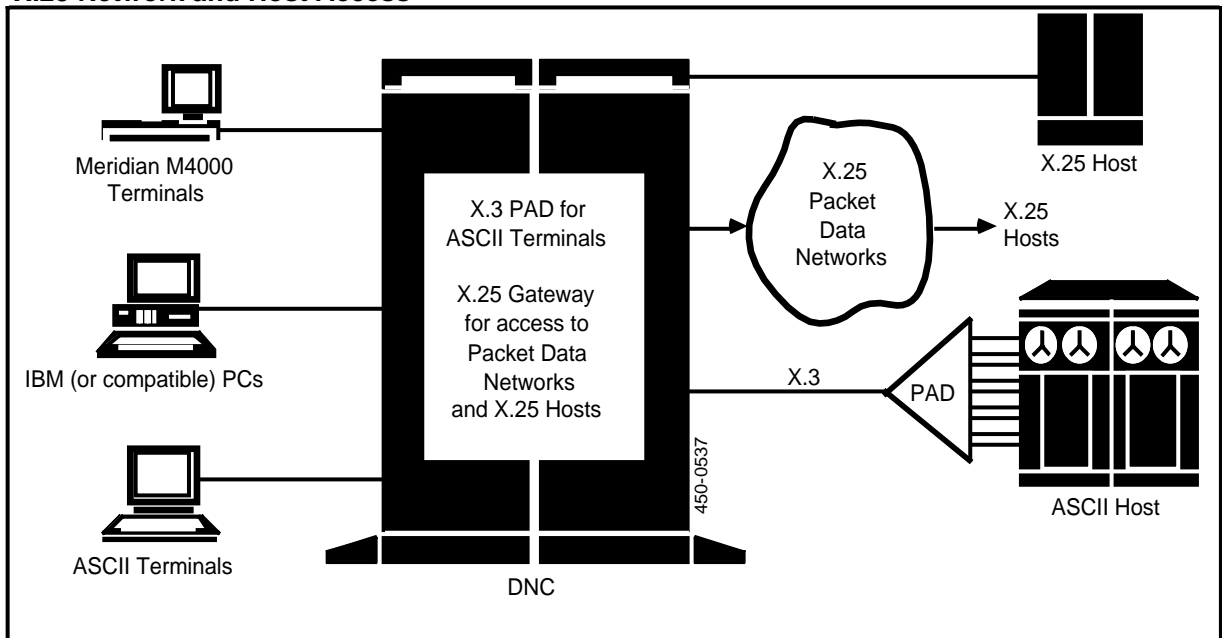 X.25 Network and Host Access
Meridian M4000
Terminals
IBM (or compatible) PCs
ASCII Terminals
X.3 PAD for
ASCII Terminals
X.25 Gateway
for access to
Packet Data
Networks
and X.25 Hosts
DNC
450-0537
X.25 Host
X.25
Packet
Data
Networks
X.25
Hosts
X.3
PAD
ASCII Host